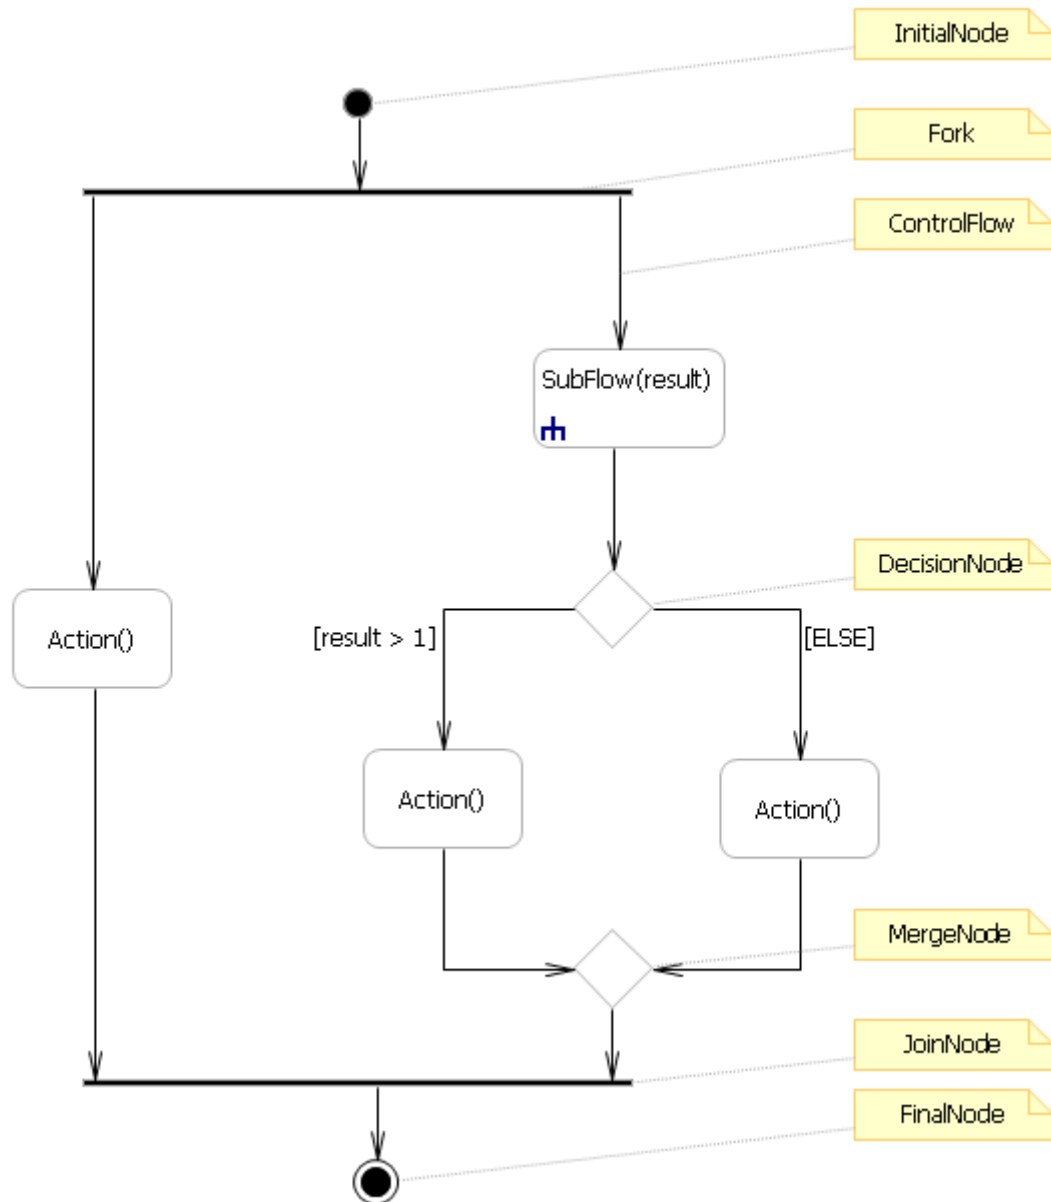 InitialNode
Fork
ControlFlow
SubFlow(result)
DecisionNode
Action()
[result > 1]
[ELSE]
Action()
Action()
MergeNode
JoinNode
FinalNode